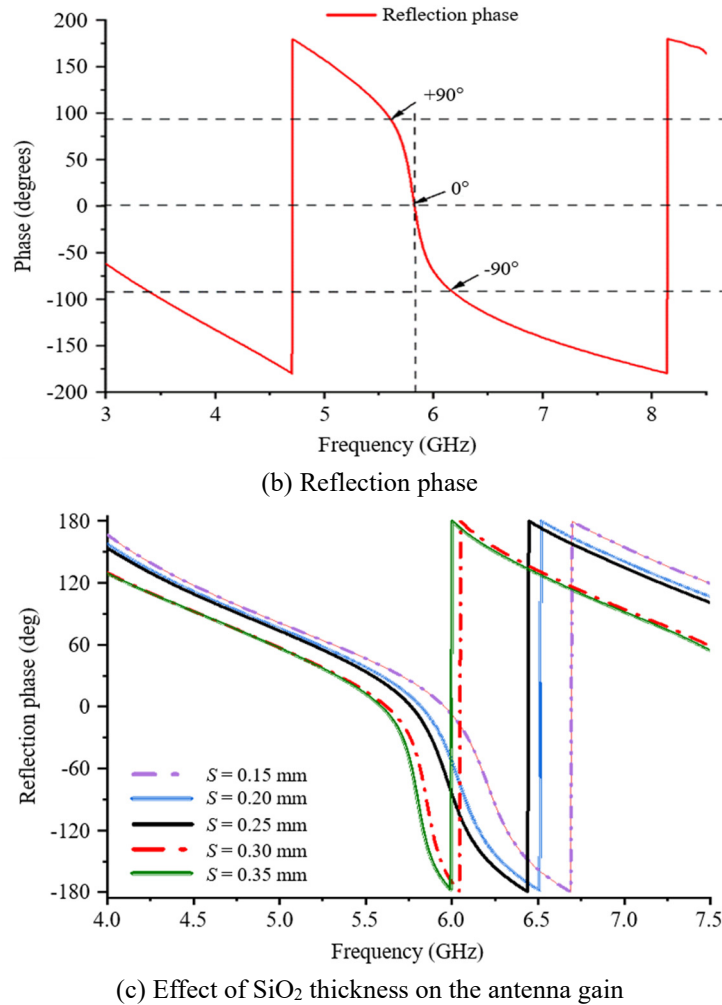 Reflection phase
200
150
100
50
0
-50
-100
-150
-200
Phase (degrees)
+90°
0°
-90°
3 4 5 6 7 8
Frequency (GHz)
(b) Reflection phase
180
120
60
0
-60
-120
-180
Reflection phase (deg)
S = 0.15 mm
S = 0.20 mm
S = 0.25 mm
S = 0.30 mm
S = 0.35 mm
4.0 4.5 5.0 5.5 6.0 6.5 7.0 7.5
Frequency (GHz)
(c) Effect of SiO₂ thickness on the antenna gain